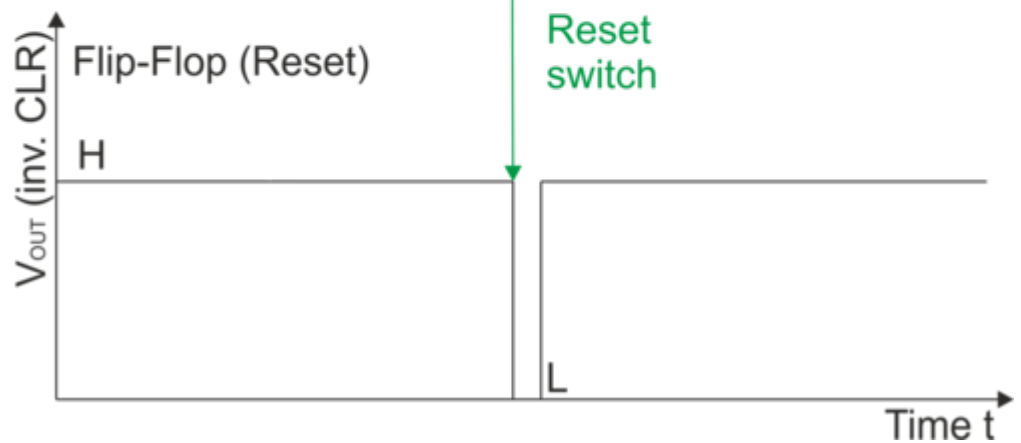 Reset
switch
Flip-Flop (Reset)
VOUT (inv. CLR)
H
L
Time t